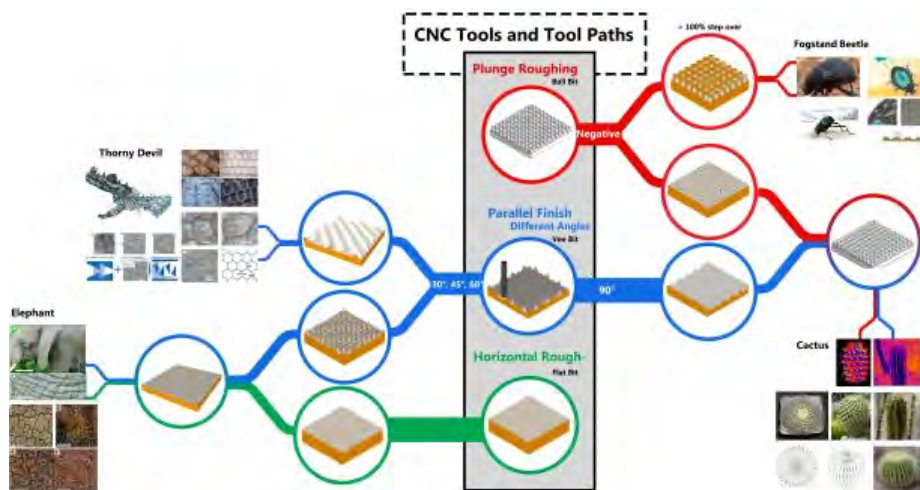 CNC Tools and Tool Paths
> 100% step over
Fogstand Beetle
Plunge Roughing
Ball Bit
Negative
Thorny Devil
Parallel Finish
Different Angles
Vee Bit
30°, 45°, 60°
90°
Elephant
Horizontal Rough-
Flat Bit
Cactus